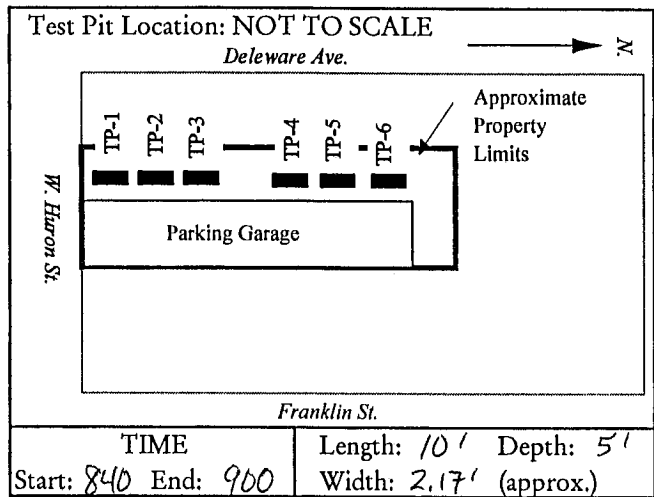 Test Pit Location: NOT TO SCALE
Deleware Ave.
N.
TP-1
TP-2
TP-3
TP-4
TP-5
TP-6
Approximate
Property
Limits
W. Huron St.
Parking Garage
Franklin St.
TIME
Start: 840 End: 900
Length: 10' Depth: 5'
Width: 2.17' (approx.)